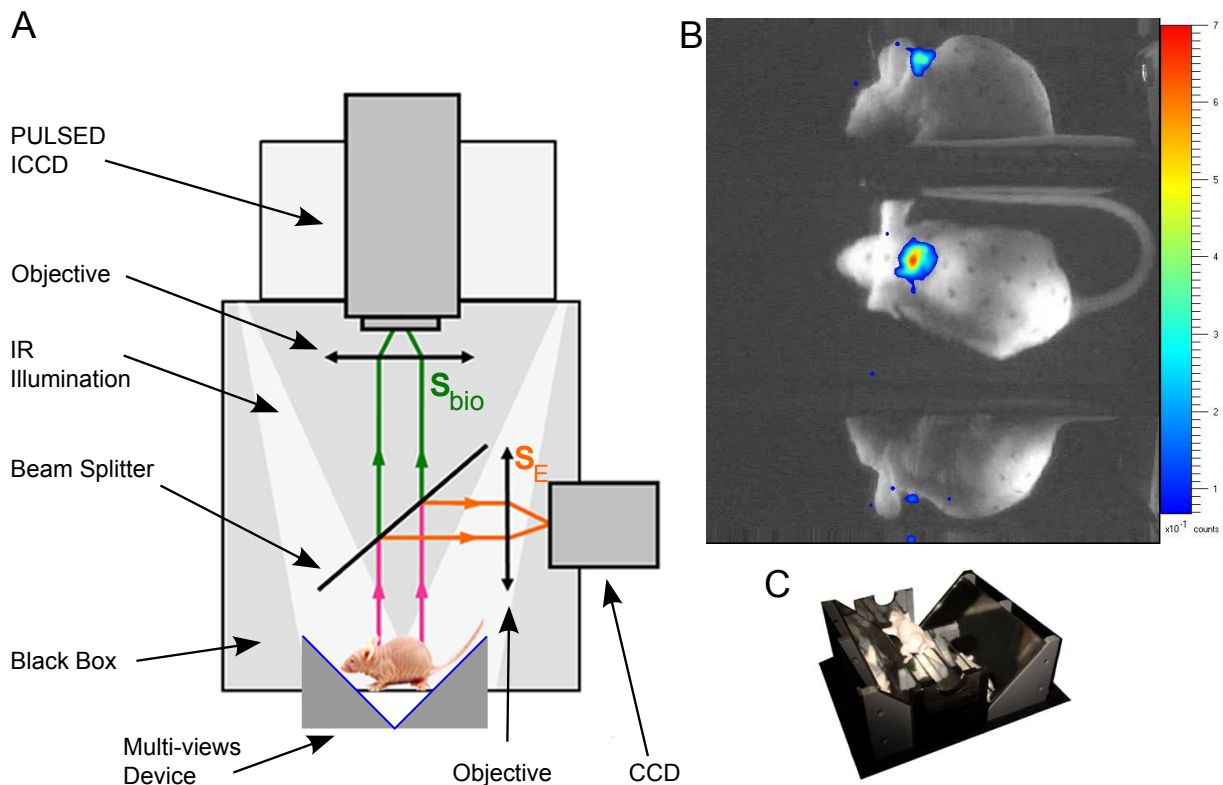 A
PULSED
ICCD
Objective
IR
Illumination
Beam Splitter
Black Box
Multi-views
Device
Objective
CCD
S bio
S E
B
7
6
5
4
3
2
1
x10⁻¹ counts
C